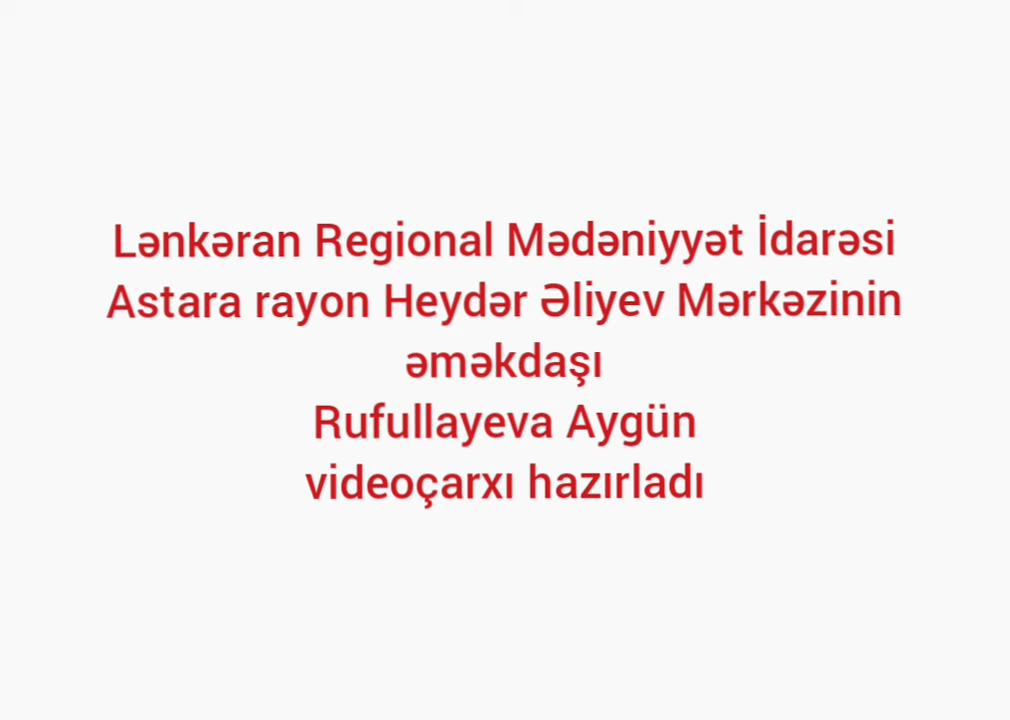 Lənkəran Regional Mədəniyyət İdarəsi
Astara rayon Heydər Əliyev Mərkəzinin
əməkdaşı
Rufullayeva Aygün
videoçarxı hazırladı